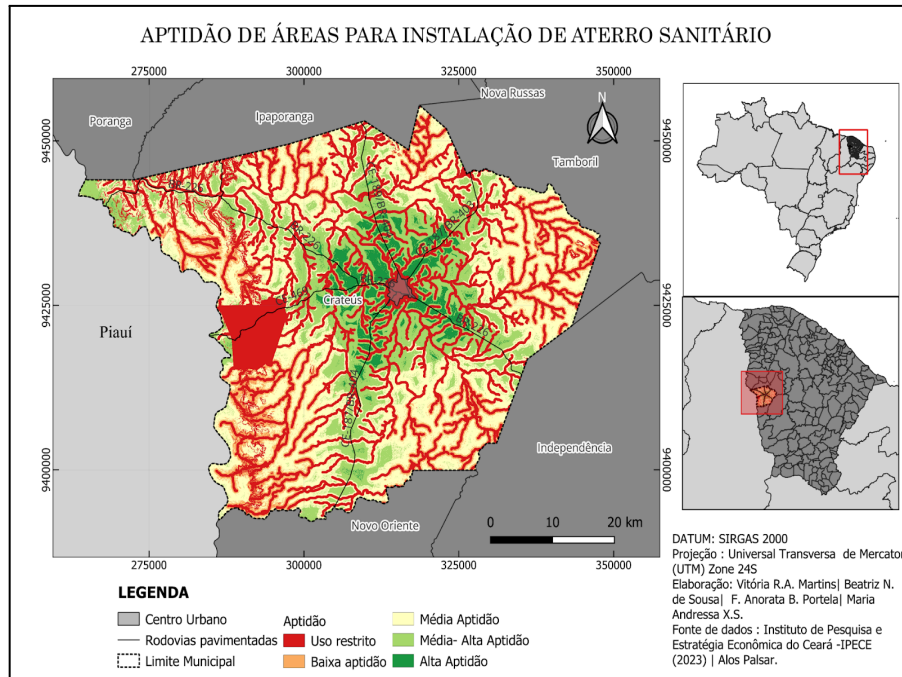 APTIDÃO DE ÁREAS PARA INSTALAÇÃO DE ATERRO SANITÁRIO
275000 300000 325000 350000
Nova Russas
Poranga
Ipaporanga
N
9450000
9450000
Tamboril
Crateus
9425000
9425000
Piauí
Independência
9400000
9400000
Novo Oriente
0 10 20 km
275000 300000 325000 350000
LEGENDA
Centro Urbano
Rodovias pavimentadas
Limite Municipal
Aptidão
Uso restrito
Baixa aptidão
Média Aptidão
Média- Alta Aptidão
Alta Aptidão
DATUM: SIRGAS 2000
Projeção : Universal Transversa de Mercator
(UTM) Zone 24S
Elaboração: Vitória R.A. Martins| Beatriz N.
de Sousa| F. Anorata B. Portela| Maria
Andressa X.S.
Fonte de dados : Instituto de Pesquisa e
Estratégia Econômica do Ceará -IPECE
(2023) | Alos Palsar.